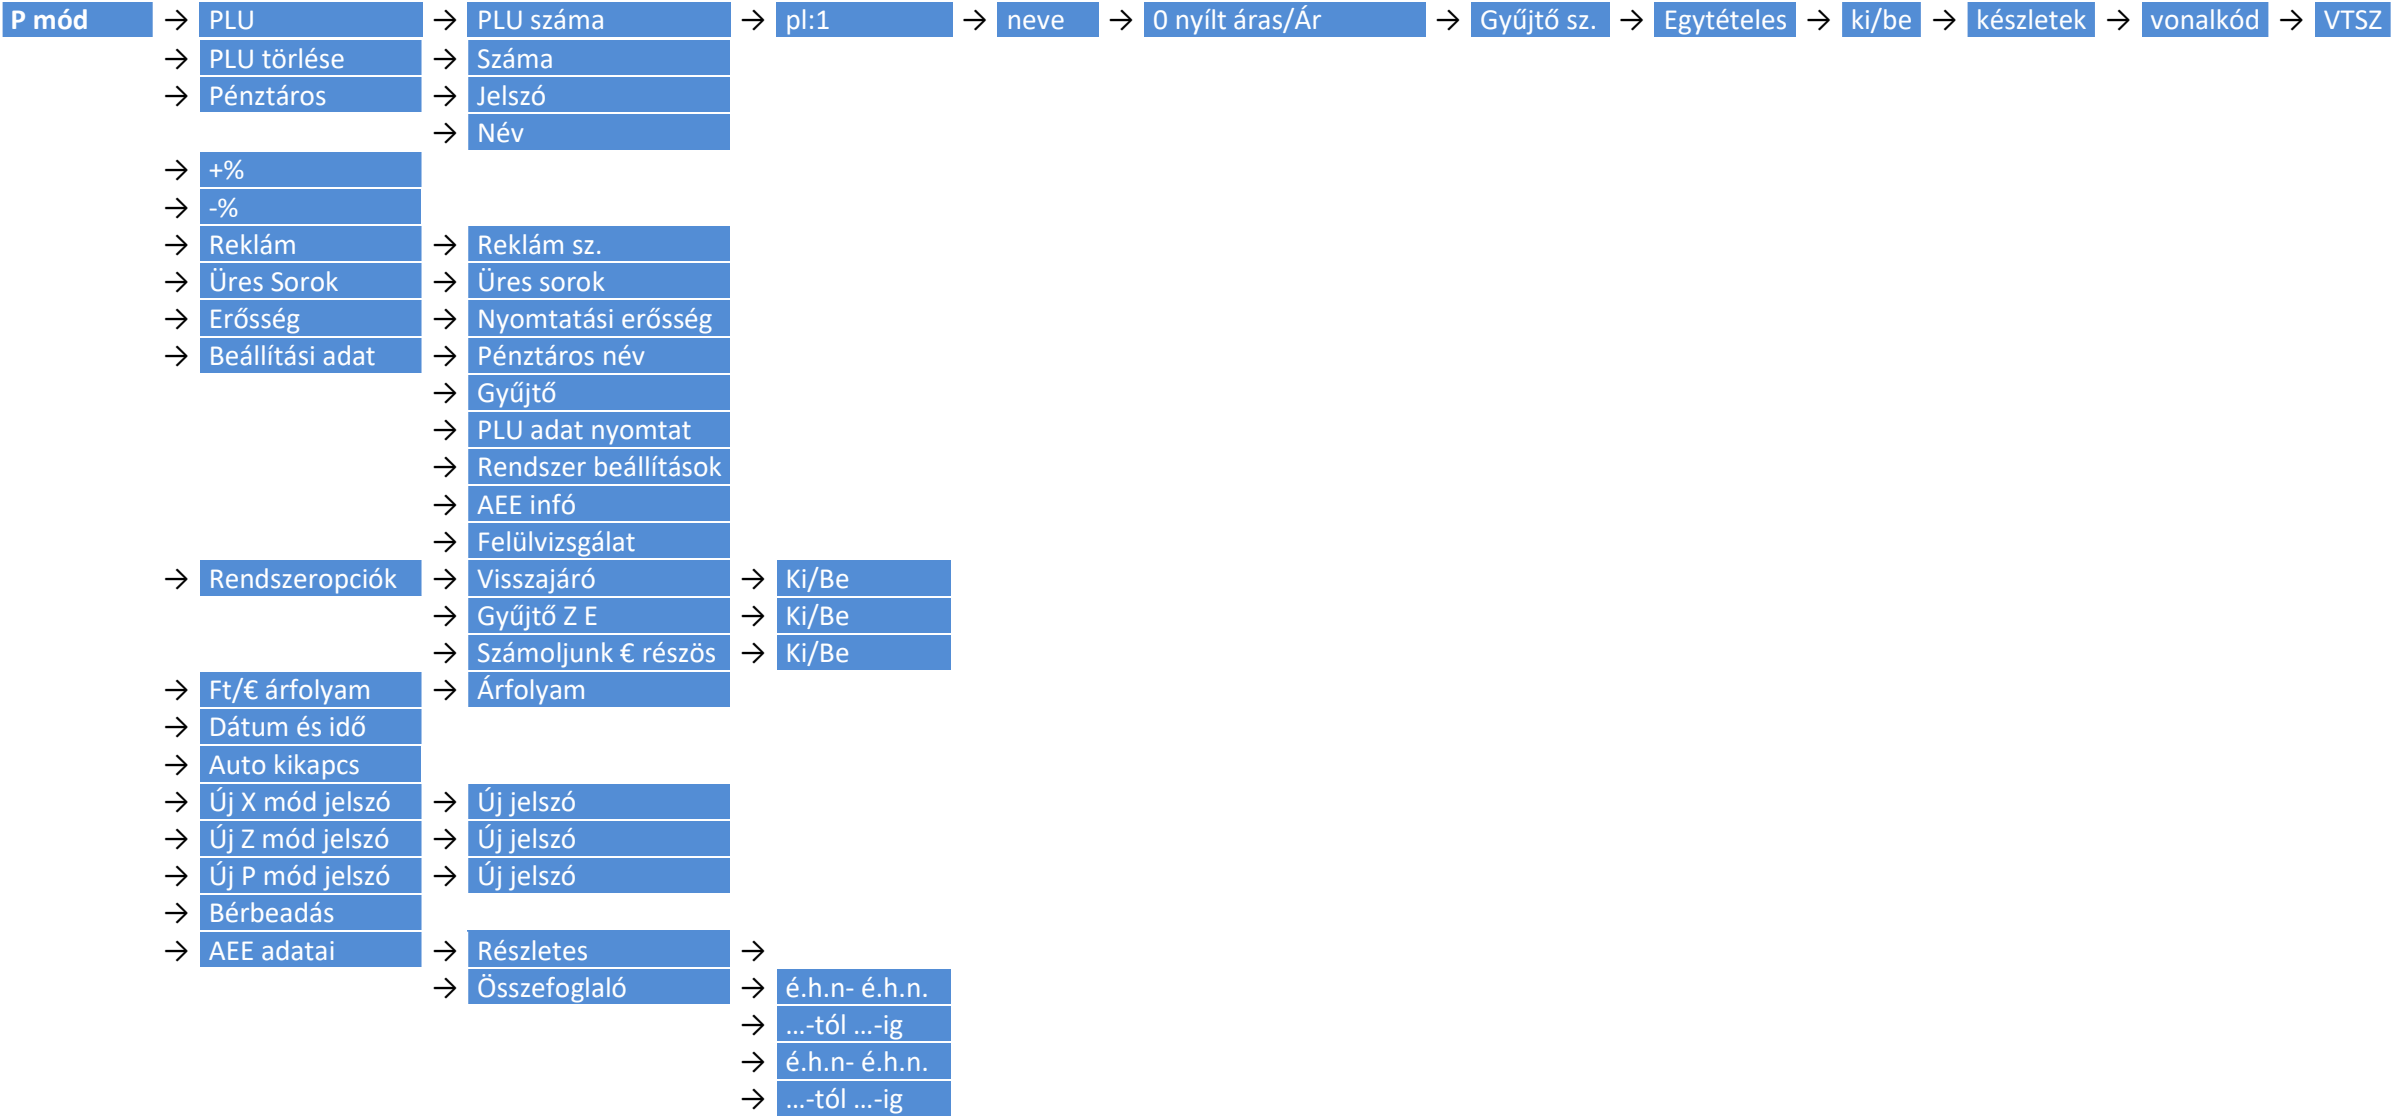 P mód → PLU → PLU száma → pl:1 → neve → 0 nyílt áras/Ár → Gyűjtő sz. → Egytételes → ki/be → készletek → vonalkód → VTSZ
→ PLU törlése → Száma
→ Pénztáros → Jelszó
→ Név
→ +%
→ -%
→ Reklám → Reklám sz.
→ Üres Sorok → Üres sorok
→ Erősség → Nyomtatási erősség
→ Beállítási adat → Pénztáros név
→ Gyűjtő
→ PLU adat nyomtat
→ Rendszer beállítások
→ AEE infó
→ Felülvizsgálat
→ Rendszeropciók → Visszajáró → Ki/Be
→ Gyűjtő Z E → Ki/Be
→ Számoljunk € részös → Ki/Be
→ Ft/€ árfolyam → Árfolyam
→ Dátum és idő
→ Auto kikapcs
→ Új X mód jelszó → Új jelszó
→ Új Z mód jelszó → Új jelszó
→ Új P mód jelszó → Új jelszó
→ Bérbeadás
→ AEE adatai → Részletes →
→ Összefoglaló → é.h.n- é.h.n.
→ ...-tól ...-ig
→ é.h.n- é.h.n.
→ ...-tól ...-ig